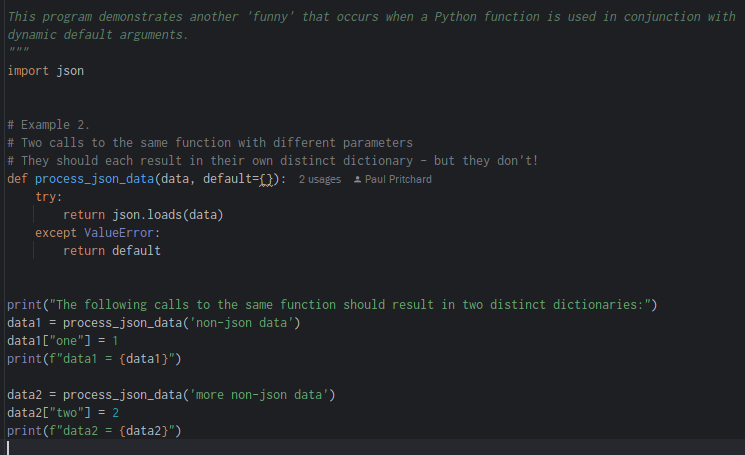 This program demonstrates another 'funny' that occurs when a Python function is used in conjunction with
dynamic default arguments.
"""
import json
# Example 2.
# Two calls to the same function with different parameters
# They should each result in their own distinct dictionary - but they don't!
def process_json_data(data, default={}): 2 usages Paul Pritchard
    try:
        return json.loads(data)
    except ValueError:
        return default
print("The following calls to the same function should result in two distinct dictionaries:")
data1 = process_json_data('non-json data')
data1["one"] = 1
print(f"data1 = {data1}")
data2 = process_json_data('more non-json data')
data2["two"] = 2
print(f"data2 = {data2}")